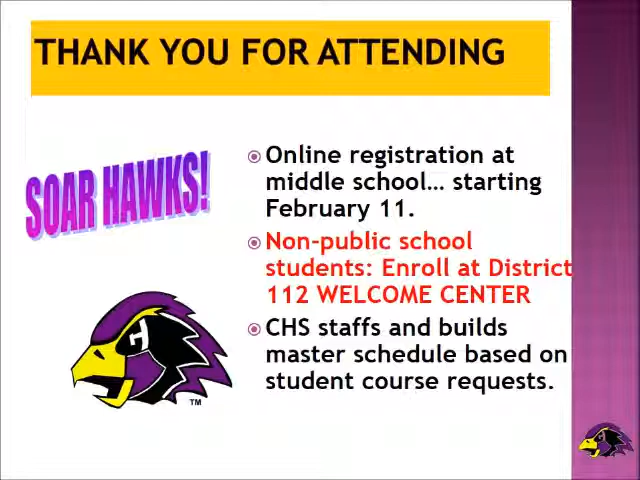 THANK YOU FOR ATTENDING
SOAR HAWKS!
Online registration at
middle school… starting
February 11.
Non-public school
students: Enroll at District
112 WELCOME CENTER
CHS staffs and builds
master schedule based on
student course requests.
H
TM